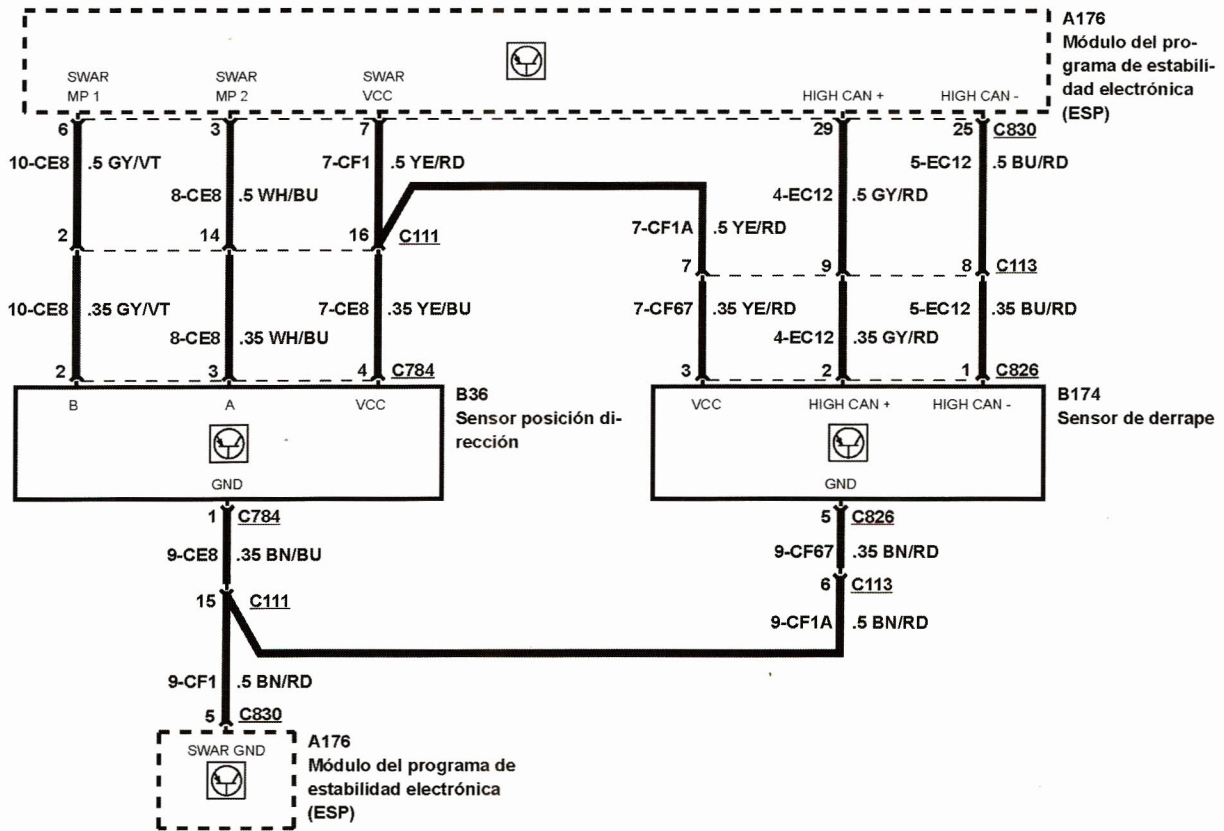 A176
Módulo del pro-
grama de estabili-
dad electrónica
(ESP)
SWAR
MP 1
SWAR
MP 2
SWAR
VCC
HIGH CAN +
HIGH CAN -
6
3
7
29
25
C830
10-CE8
.5 GY/VT
7-CF1
.5 YE/RD
5-EC12
.5 BU/RD
8-CE8
.5 WH/BU
4-EC12
.5 GY/RD
7-CF1A
.5 YE/RD
2
14
16
C111
7
9
8
C113
10-CE8
.35 GY/VT
7-CE8
.35 YE/BU
7-CF67
.35 YE/RD
5-EC12
.35 BU/RD
8-CE8
.35 WH/BU
4-EC12
.35 GY/RD
2
3
4
C784
3
2
1
C826
B
A
VCC
B36
Sensor posición di-
rección
VCC
HIGH CAN +
HIGH CAN -
B174
Sensor de derrape
GND
GND
1
C784
5
C826
9-CE8
.35 BN/BU
9-CF67
.35 BN/RD
15
C111
6
C113
9-CF1A
.5 BN/RD
9-CF1
.5 BN/RD
5
C830
SWAR GND
A176
Módulo del programa de
estabilidad electrónica
(ESP)